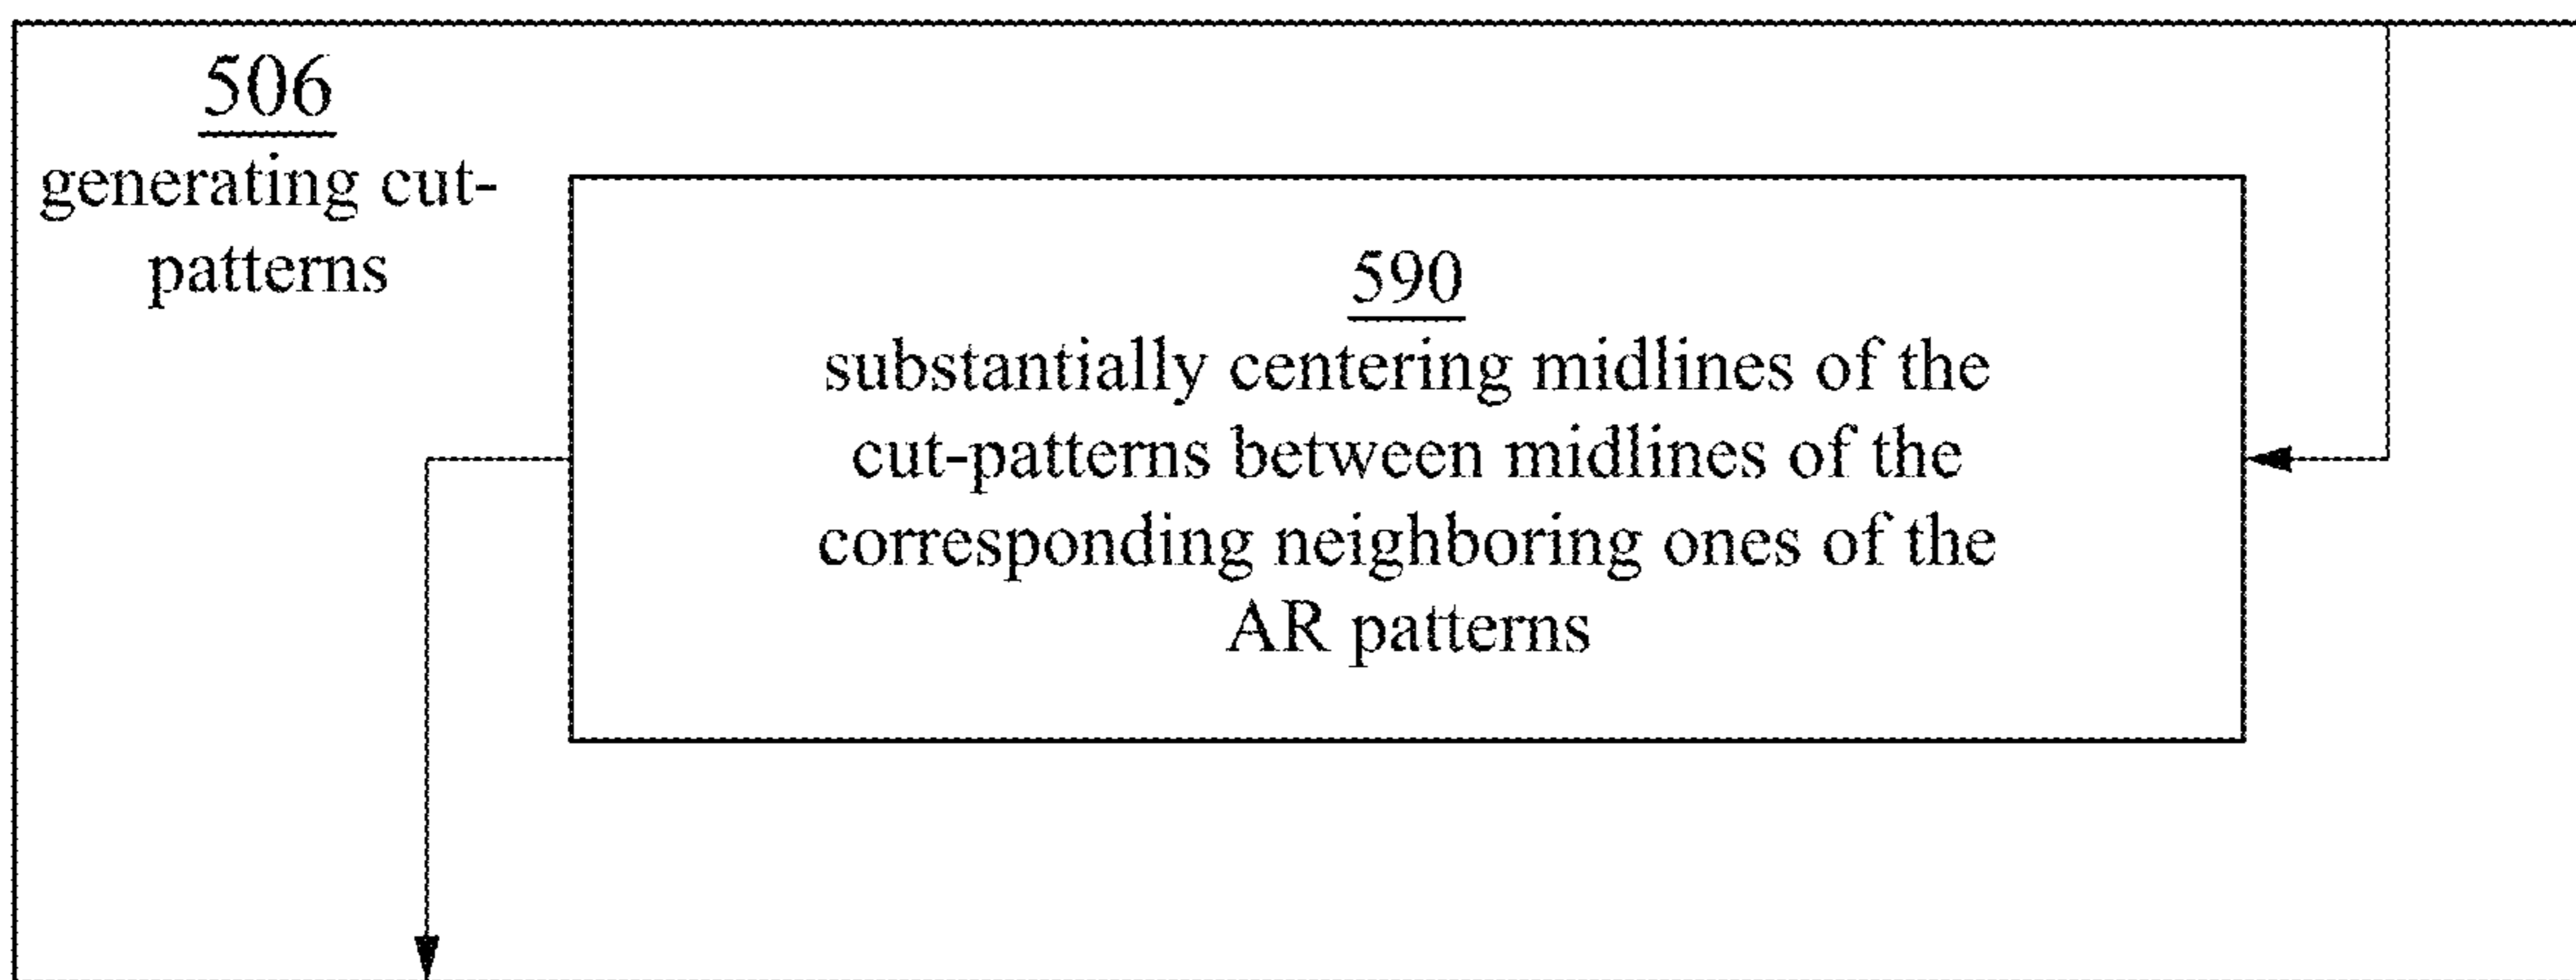 506
generating cut-
patterns
590
substantially centering midlines of the
cut-patterns between midlines of the
corresponding neighboring ones of the
AR patterns